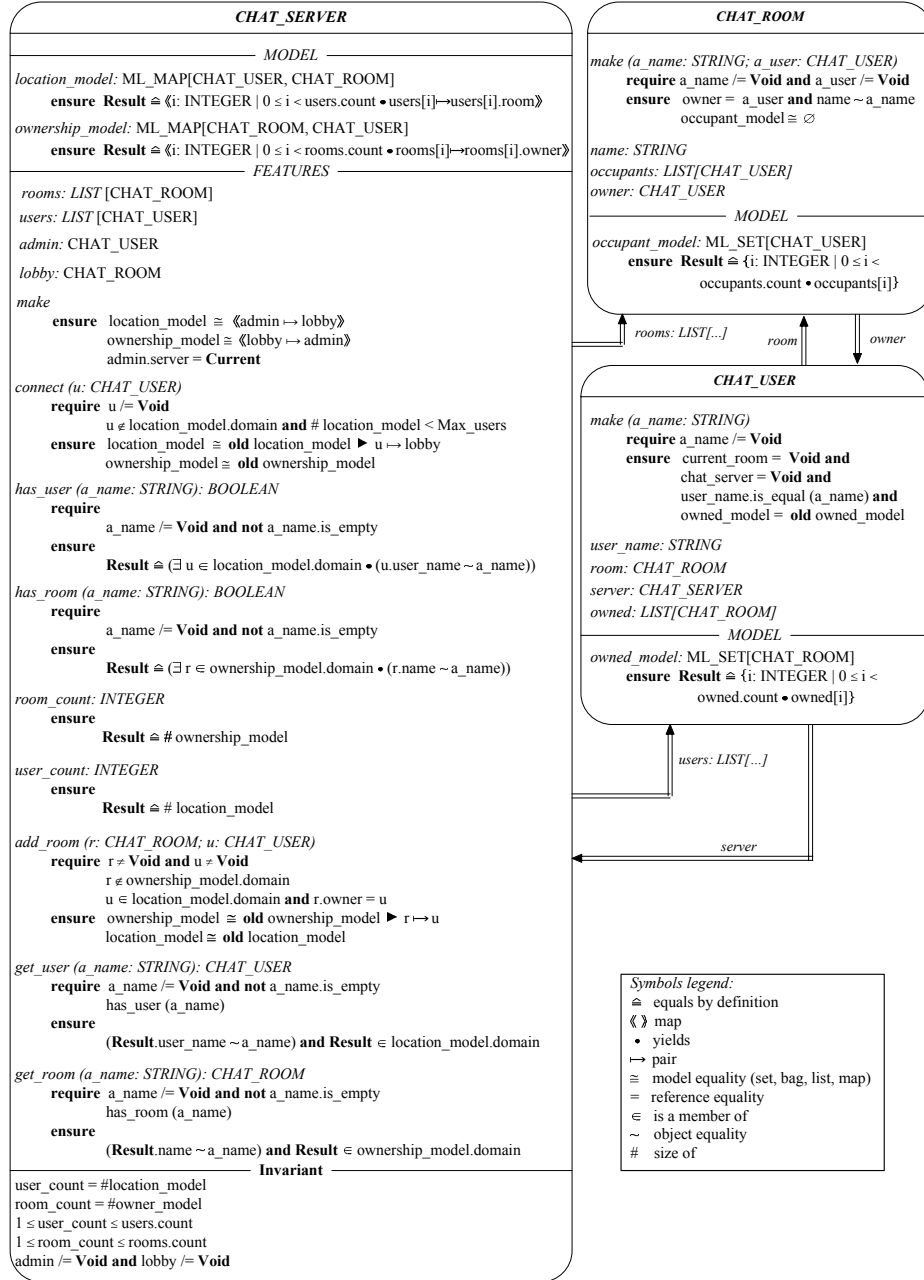 CHAT_SERVER
MODEL
location_model: ML_MAP[CHAT_USER, CHAT_ROOM]
ensure Result ≙ ⟪i: INTEGER | 0 ≤ i < users.count • users[i]↦users[i].room⟫
ownership_model: ML_MAP[CHAT_ROOM, CHAT_USER]
ensure Result ≙ ⟪i: INTEGER | 0 ≤ i < rooms.count • rooms[i]↦rooms[i].owner⟫
FEATURES
rooms: LIST [CHAT_ROOM]
users: LIST [CHAT_USER]
admin: CHAT_USER
lobby: CHAT_ROOM
make
ensure location_model ≅ ⟪admin ↦ lobby⟫
ownership_model ≅ ⟪lobby ↦ admin⟫
admin.server = Current
connect (u: CHAT_USER)
require u /= Void
u ∉ location_model.domain and # location_model < Max_users
ensure location_model ≅ old location_model ► u ↦ lobby
ownership_model ≅ old ownership_model
has_user (a_name: STRING): BOOLEAN
require
a_name /= Void and not a_name.is_empty
ensure
Result ≙ (∃ u ∈ location_model.domain • (u.user_name ~ a_name))
has_room (a_name: STRING): BOOLEAN
require
a_name /= Void and not a_name.is_empty
ensure
Result ≙ (∃ r ∈ ownership_model.domain • (r.name ~ a_name))
room_count: INTEGER
ensure
Result ≙ # ownership_model
user_count: INTEGER
ensure
Result ≙ # location_model
add_room (r: CHAT_ROOM; u: CHAT_USER)
require r ≠ Void and u ≠ Void
r ∉ ownership_model.domain
u ∈ location_model.domain and r.owner = u
ensure ownership_model ≅ old ownership_model ► r ↦ u
location_model ≅ old location_model
get_user (a_name: STRING): CHAT_USER
require a_name /= Void and not a_name.is_empty
has_user (a_name)
ensure
(Result.user_name ~ a_name) and Result ∈ location_model.domain
get_room (a_name: STRING): CHAT_ROOM
require a_name /= Void and not a_name.is_empty
has_room (a_name)
ensure
(Result.name ~ a_name) and Result ∈ ownership_model.domain
Invariant
user_count = #location_model
room_count = #owner_model
1 ≤ user_count ≤ users.count
1 ≤ room_count ≤ rooms.count
admin /= Void and lobby /= Void
CHAT_ROOM
make (a_name: STRING; a_user: CHAT_USER)
require a_name /= Void and a_user /= Void
ensure owner = a_user and name ~ a_name
occupant_model ≅ ∅
name: STRING
occupants: LIST[CHAT_USER]
owner: CHAT_USER
MODEL
occupant_model: ML_SET[CHAT_USER]
ensure Result ≙ {i: INTEGER | 0 ≤ i <
occupants.count • occupants[i]}
rooms: LIST[...]
room
owner
CHAT_USER
make (a_name: STRING)
require a_name /= Void
ensure current_room = Void and
chat_server = Void and
user_name.is_equal (a_name) and
owned_model = old owned_model
user_name: STRING
room: CHAT_ROOM
server: CHAT_SERVER
owned: LIST[CHAT_ROOM]
MODEL
owned_model: ML_SET[CHAT_ROOM]
ensure Result ≙ {i: INTEGER | 0 ≤ i <
owned.count • owned[i]}
users: LIST[...]
server
Symbols legend:
≙ equals by definition
⟪ ⟫ map
• yields
↦ pair
≅ model equality (set, bag, list, map)
= reference equality
∈ is a member of
~ object equality
# size of